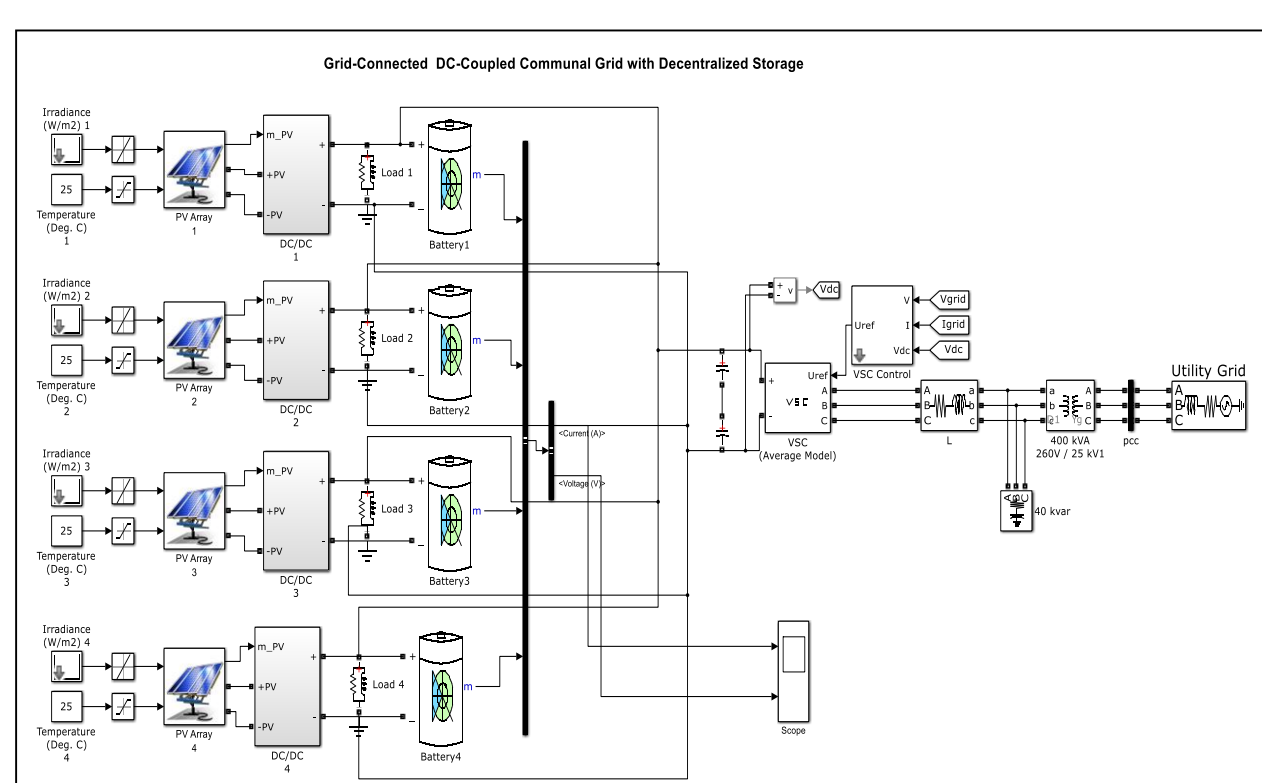 Grid-Connected DC-Coupled Communal Grid with Decentralized Storage
Irradiance
(W/m2) 1
25
Temperature
(Deg. C)
1
PV Array
1
m_PV
+PV
-PV
+
-
DC/DC
1
Load 1
+
_
m
Battery1
Irradiance
(W/m2) 2
25
Temperature
(Deg. C)
2
PV Array
2
m_PV
+PV
-PV
+
-
DC/DC
2
Load 2
+
_
m
Battery2
Irradiance
(W/m2) 3
25
Temperature
(Deg. C)
3
PV Array
3
m_PV
+PV
-PV
+
-
DC/DC
3
Load 3
+
_
m
Battery3
Irradiance
(W/m2) 4
25
Temperature
(Deg. C)
4
PV Array
4
m_PV
+PV
-PV
+
-
DC/DC
4
Load 4
+
_
m
Battery4
<Current (A)>
<Voltage (V)>
Scope
+
-
v
Vdc
Uref
V
I
Vdc
VSC Control
Vgrid
Igrid
Vdc
+
-
Uref
A
B
C
VSC
VSC
(Average Model)
A
B
C
a
b
c
L
a
b
c
A
B
C
Yg
400 kVA
260V / 25 kV1
A
B
C
40 kvar
pcc
Utility Grid
A
B
C